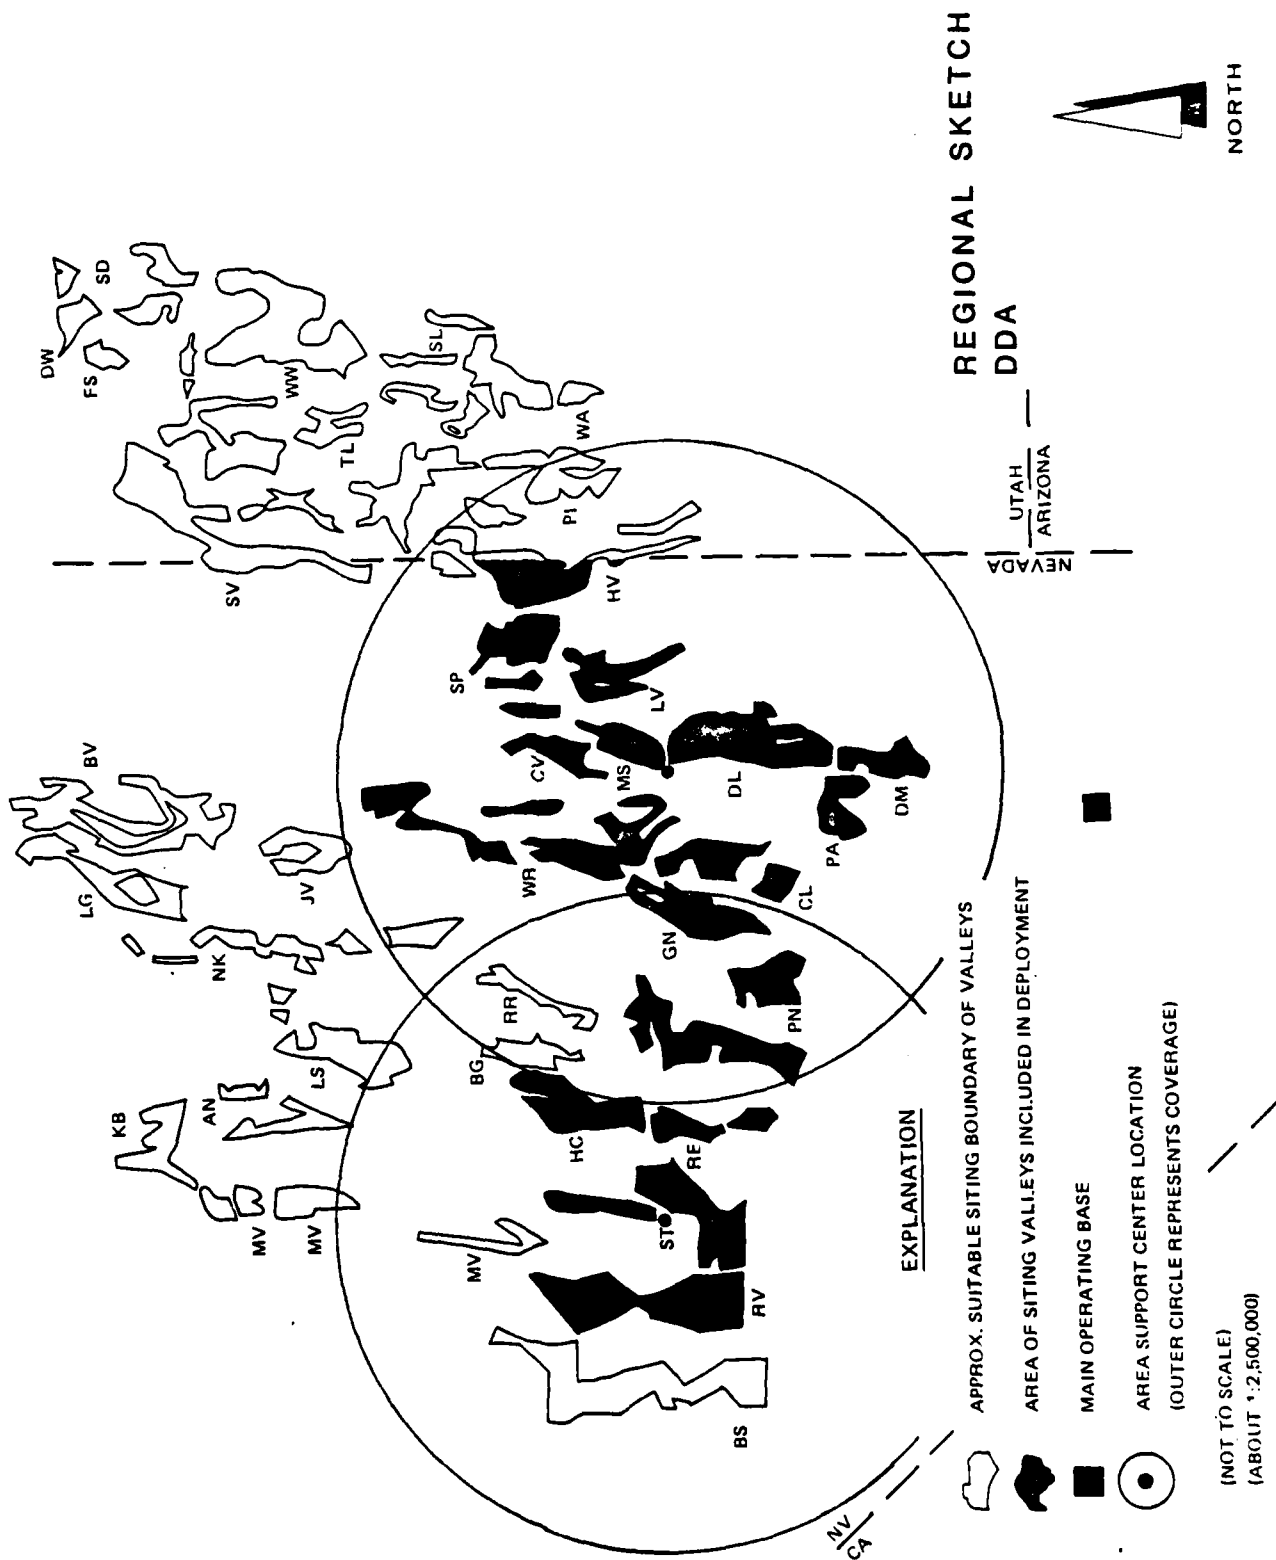 REGIONAL SKETCH
DDA
NORTH
DW
SD
FS
WW
SL
TL
WA
SV
PI
HV
NEVADA
UTAH
ARIZONA
BV
LG
JV
NK
SP
LV
CV
MS
DL
DM
PA
WR
CL
GN
RR
PN
BG
LS
AN
KB
HC
RE
MV
MV
MV
ST
RV
BS
NV
CA
EXPLANATION
APPROX. SUITABLE SITING BOUNDARY OF VALLEYS
AREA OF SITING VALLEYS INCLUDED IN DEPLOYMENT
MAIN OPERATING BASE
AREA SUPPORT CENTER LOCATION
(OUTER CIRCLE REPRESENTS COVERAGE)
(NOT TO SCALE)
(ABOUT 1:2,500,000)